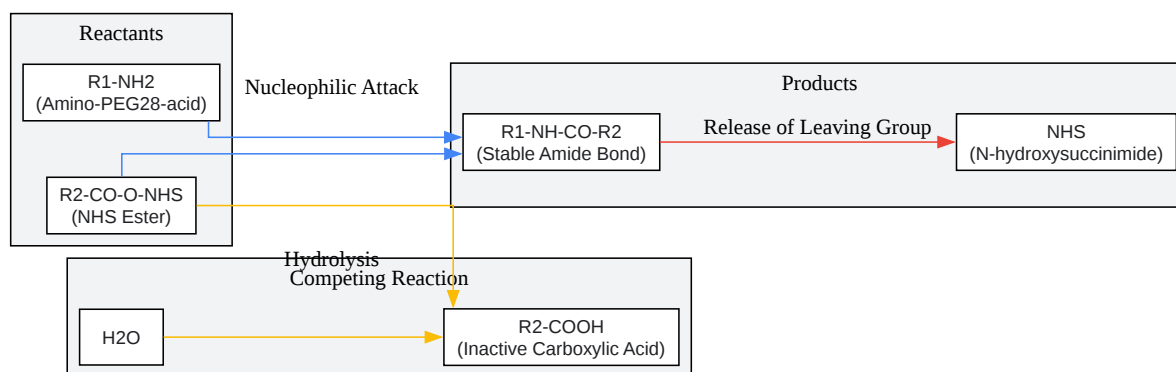 Reactants
R1-NH2
(Amino-PEG28-acid)
Nucleophilic Attack
Products
R1-NH-CO-R2
(Stable Amide Bond)
Release of Leaving Group
NHS
(N-hydroxysuccinimide)
R2-CO-O-NHS
(NHS Ester)
Hydrolysis
Competing Reaction
H2O
R2-COOH
(Inactive Carboxylic Acid)